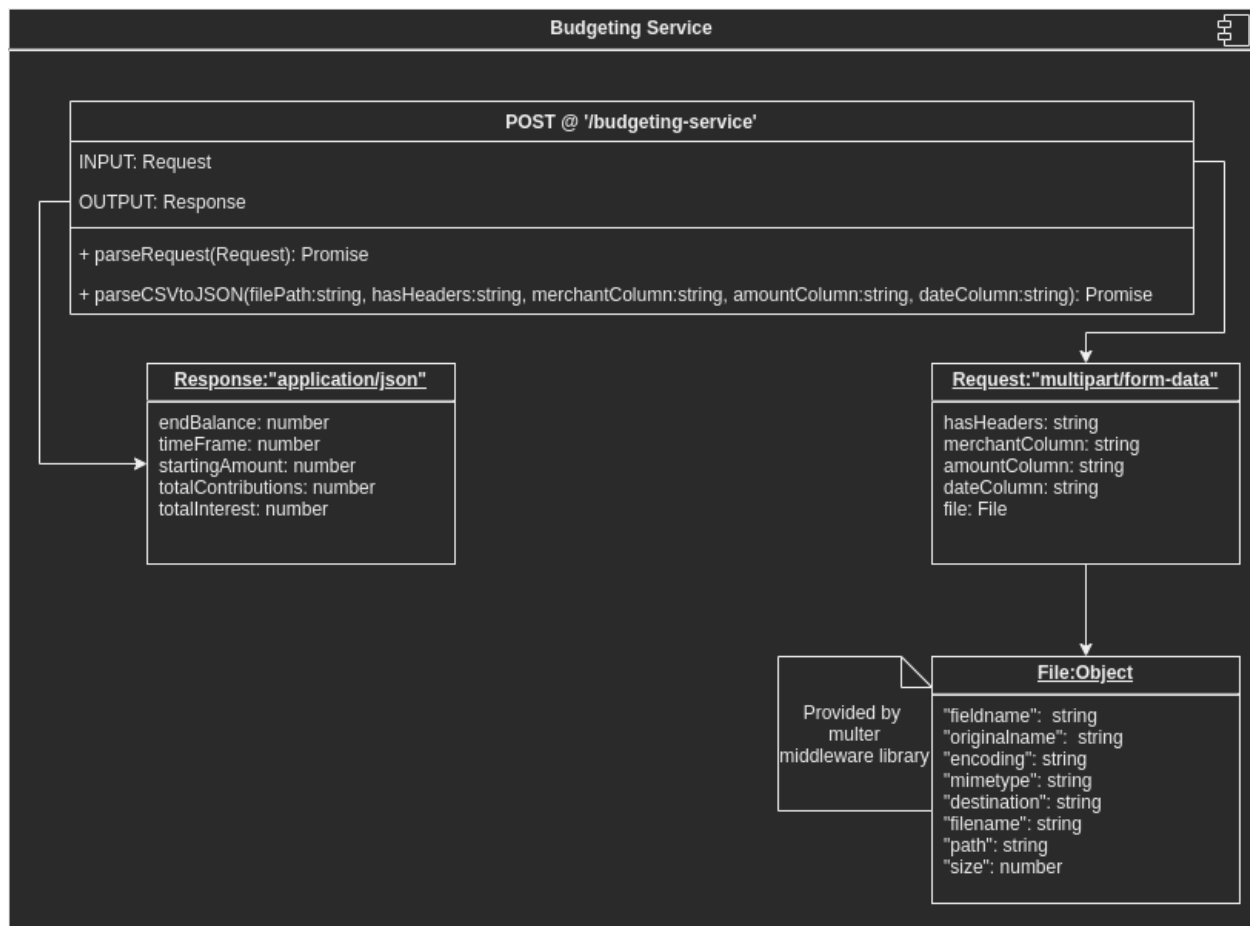 Budgeting Service
POST @ '/budgeting-service'
INPUT: Request
OUTPUT: Response
+ parseRequest(Request): Promise
+ parseCSVtoJSON(filePath:string, hasHeaders:string, merchantColumn:string, amountColumn:string, dateColumn:string): Promise
Response:"application/json"
endBalance: number
timeFrame: number
startingAmount: number
totalContributions: number
totalInterest: number
Request:"multipart/form-data"
hasHeaders: string
merchantColumn: string
amountColumn: string
dateColumn: string
file: File
Provided by
multer
middleware library
File:Object
"fieldname":  string
"originalname":  string
"encoding": string
"mimetype": string
"destination": string
"filename": string
"path": string
"size": number